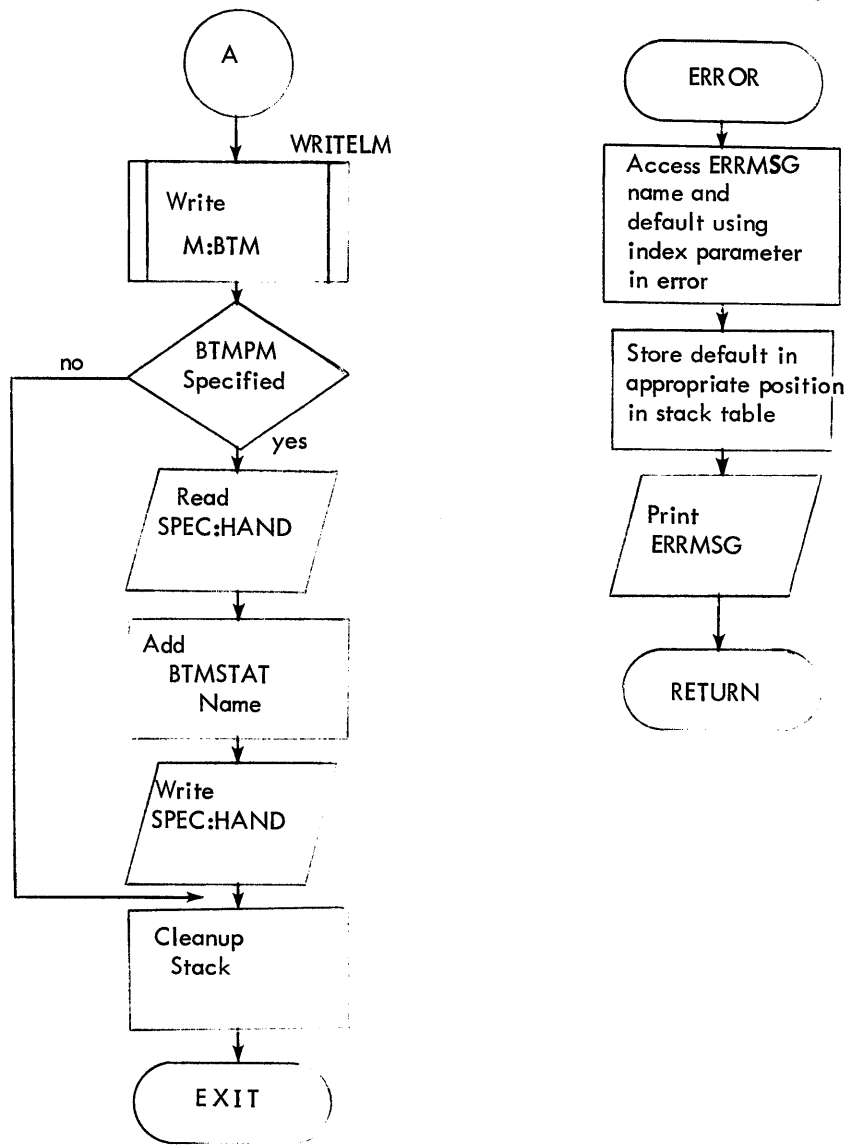 A
WRITELM
Write
M:BTM
BTMPM
Specified
no
yes
Read
SPEC:HAND
Add
BTMSTAT
Name
Write
SPEC:HAND
Cleanup
Stack
EXIT
ERROR
Access ERRMSG
name and
default using
index parameter
in error
Store default in
appropriate position
in stack table
Print
ERRMSG
RETURN